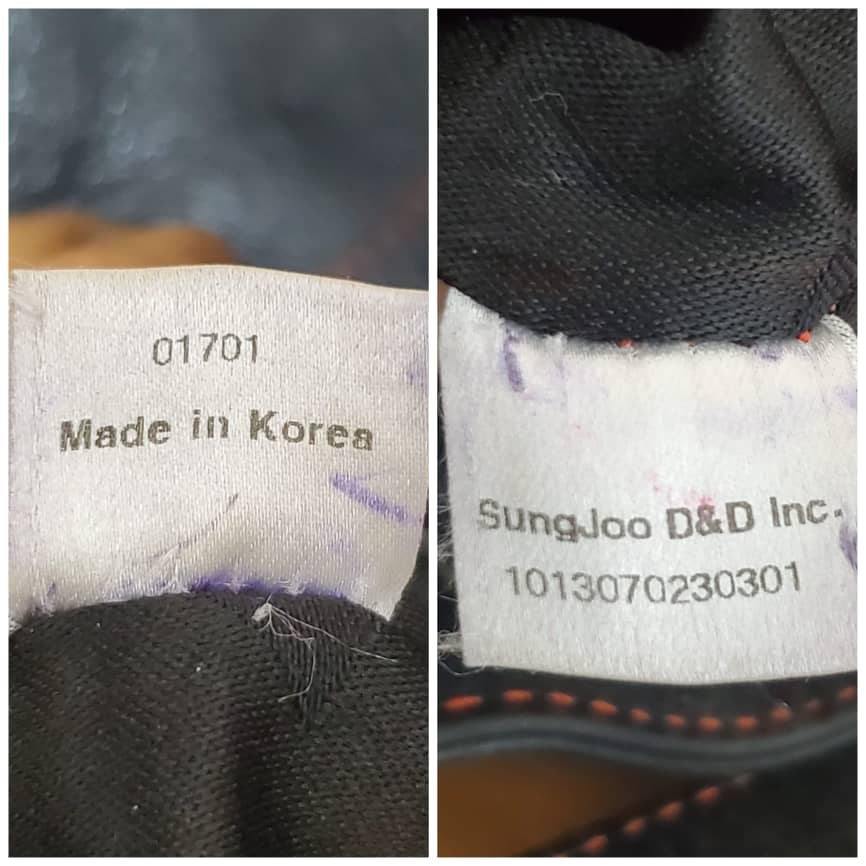 01701
Made in Korea
SungJoo D&D Inc.
1013070230301